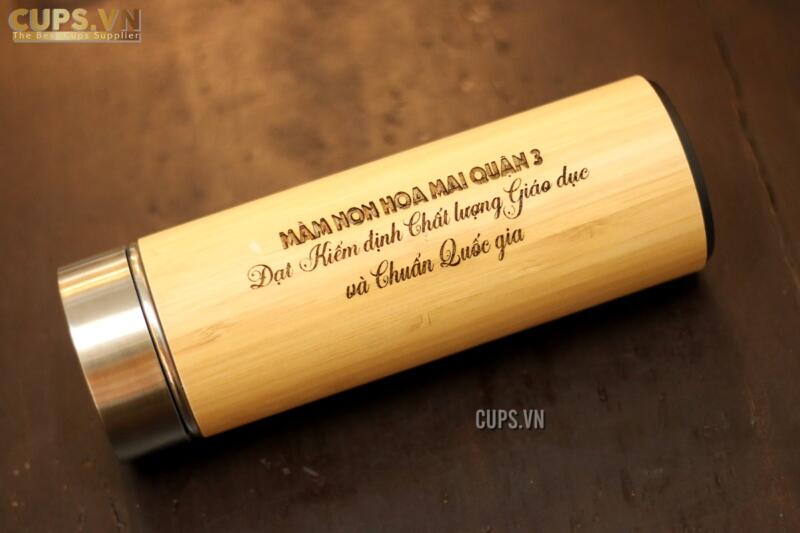 CUPS.VN
The Best Cups Supplier
MẦM NON HOA MAI QUẬN 3
Đạt Kiểm định Chất lượng Giáo dục
và Chuẩn Quốc gia
CUPS.VN